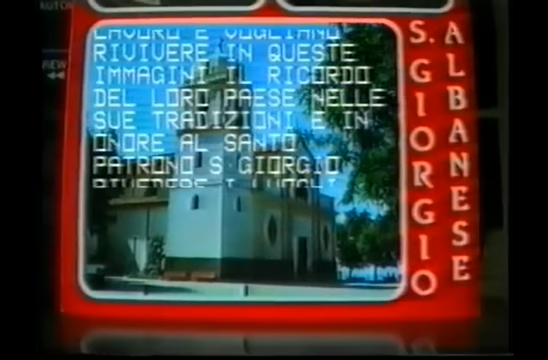 LAVORO E VOGLIANO
RIVIVERE IN QUESTE
IMMAGINI IL RICORDO
DEL LORO PAESE NELLE
SUE TRADIZIONI E IN
ONORE AL SANTO
PATRONO S GIORGIO
S. GIORGIO
ALBANESE
REW